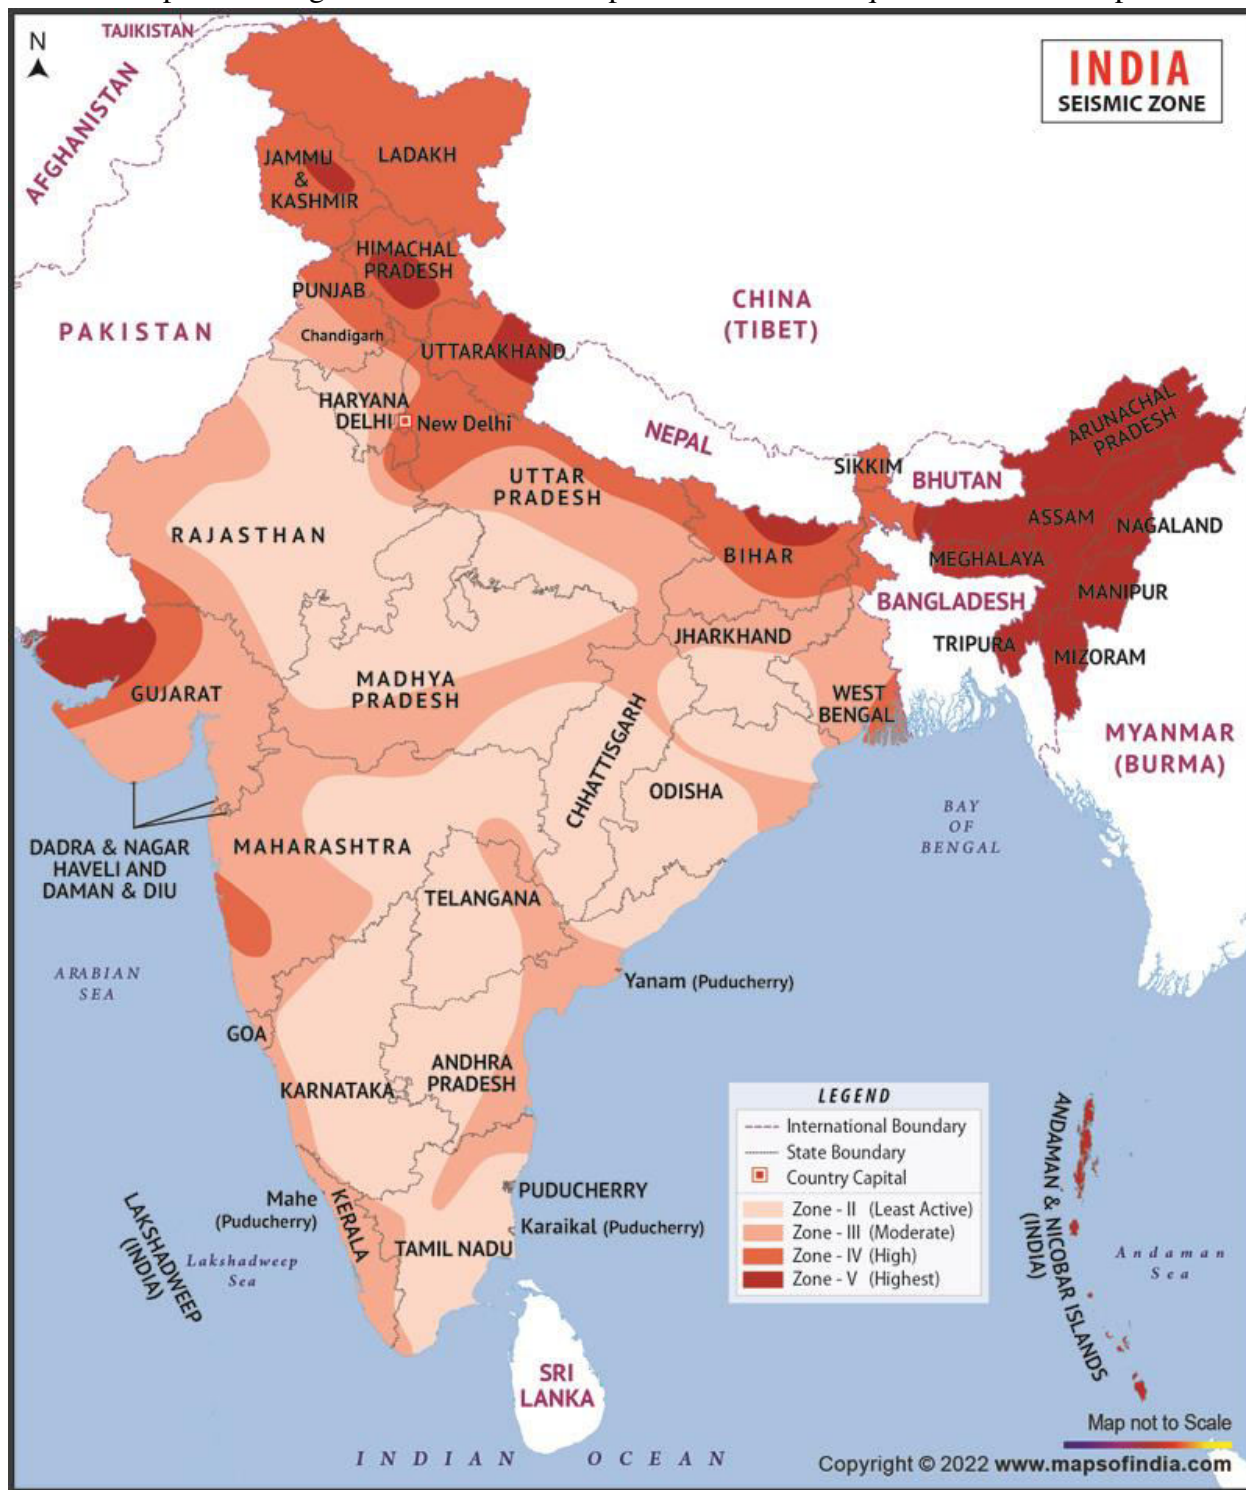 N
TAJIKISTAN
AFGHANISTAN
INDIA
SEISMIC ZONE
JAMMU
&
KASHMIR
LADAKH
HIMACHAL
PRADESH
PUNJAB
CHINA
(TIBET)
PAKISTAN
Chandigarh
UTTARAKHAND
HARYANA
DELHI
New Delhi
NEPAL
ARUNACHAL
PRADESH
SIKKIM
BHUTAN
UTTAR
PRADESH
RAJASTHAN
ASSAM
NAGALAND
BIHAR
MEGHALAYA
MANIPUR
BANGLADESH
JHARKHAND
TRIPURA
MIZORAM
GUJARAT
MADHYA
PRADESH
WEST
BENGAL
CHHATTISGARH
MYANMAR
(BURMA)
ODISHA
BAY
OF
BENGAL
DADRA & NAGAR
HAVELI AND
DAMAN & DIU
MAHARASHTRA
TELANGANA
ARABIAN
SEA
Yanam (Puducherry)
GOA
ANDHRA
PRADESH
KARNATAKA
LEGEND
International Boundary
State Boundary
Country Capital
Zone - II (Least Active)
Zone - III (Moderate)
Zone - IV (High)
Zone - V (Highest)
ANDAMAN & NICOBAR ISLANDS
(INDIA)
Andaman
Sea
PUDUCHERRY
Mahe
(Puducherry)
KERALA
Karaikal (Puducherry)
TAMIL NADU
LAKSHADWEEP
(INDIA)
Lakshadweep
Sea
SRI
LANKA
INDIAN OCEAN
Map not to Scale
Copyright © 2022 www.mapsofindia.com